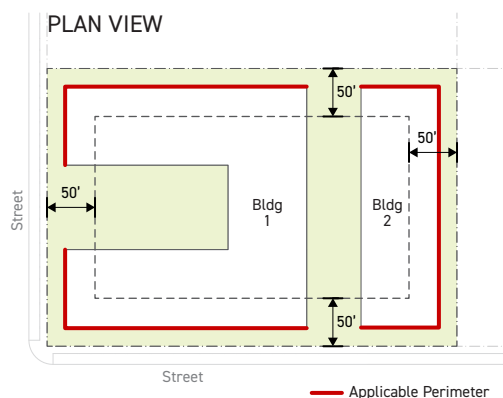 PLAN VIEW
50'
50'
50'
Bldg
1
Bldg
2
50'
Street
Street
Applicable Perimeter